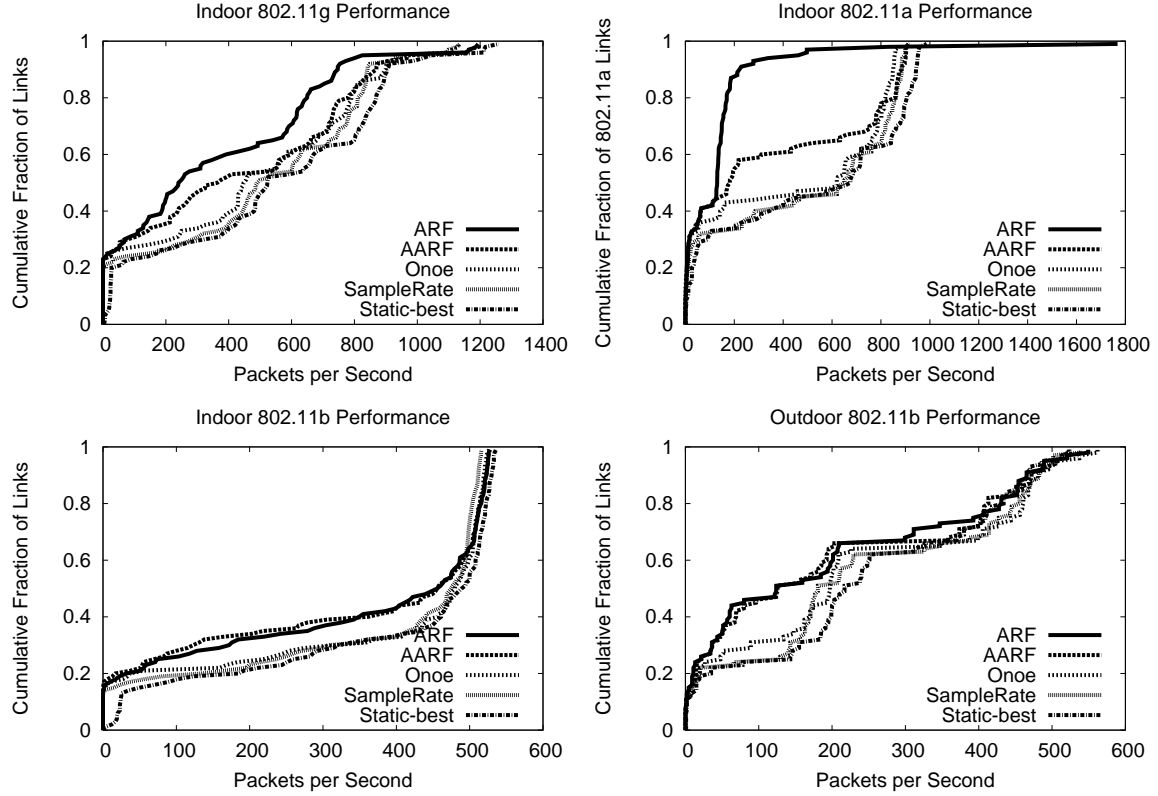 Indoor 802.11g Performance
Cumulative Fraction of Links
1
0.8
0.6
0.4
0.2
0
ARF
AARF
Onoe
SampleRate
Static-best
0 200 400 600 800 1000 1200 1400
Packets per Second
Indoor 802.11a Performance
Cumulative Fraction of 802.11a Links
1
0.8
0.6
0.4
0.2
0
ARF
AARF
Onoe
SampleRate
Static-best
0 200 400 600 800 1000 1200 1400 1600 1800
Packets per Second
Indoor 802.11b Performance
Cumulative Fraction of Links
1
0.8
0.6
0.4
0.2
0
ARF
AARF
Onoe
SampleRate
Static-best
0 100 200 300 400 500 600
Packets per Second
Outdoor 802.11b Performance
Cumulative Fraction of Links
1
0.8
0.6
0.4
0.2
0
ARF
AARF
Onoe
SampleRate
Static-best
0 100 200 300 400 500 600
Packets per Second